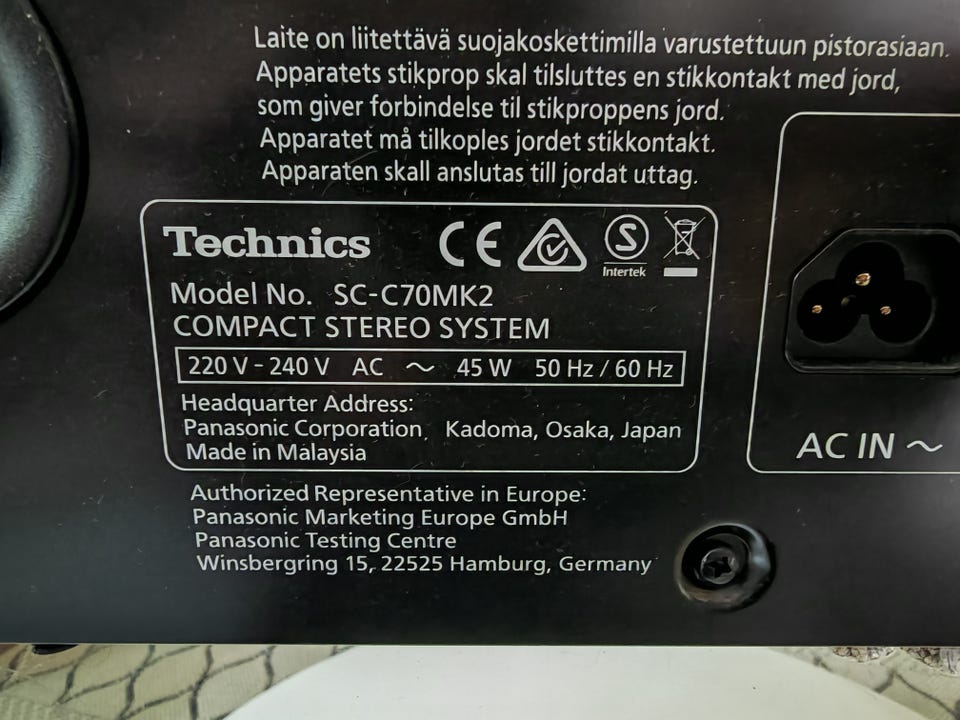 Laite on liitettävä suojakoskettimilla varustettuun pistorasiaan.
Apparatets stikprop skal tilsluttes en stikkontakt med jord,
som giver forbindelse til stikproppens jord.
Apparatet må tilkoples jordet stikkontakt.
Apparaten skall anslutas till jordat uttag.
Technics CE S
Intertek
Model No. SC-C70MK2
COMPACT STEREO SYSTEM
220 V - 240 V AC ~ 45 W 50 Hz / 60 Hz
Headquarter Address:
Panasonic Corporation, Kadoma, Osaka, Japan
Made in Malaysia
AC IN ~
Authorized Representative in Europe:
Panasonic Marketing Europe GmbH
Panasonic Testing Centre
Winsbergring 15, 22525 Hamburg, Germany